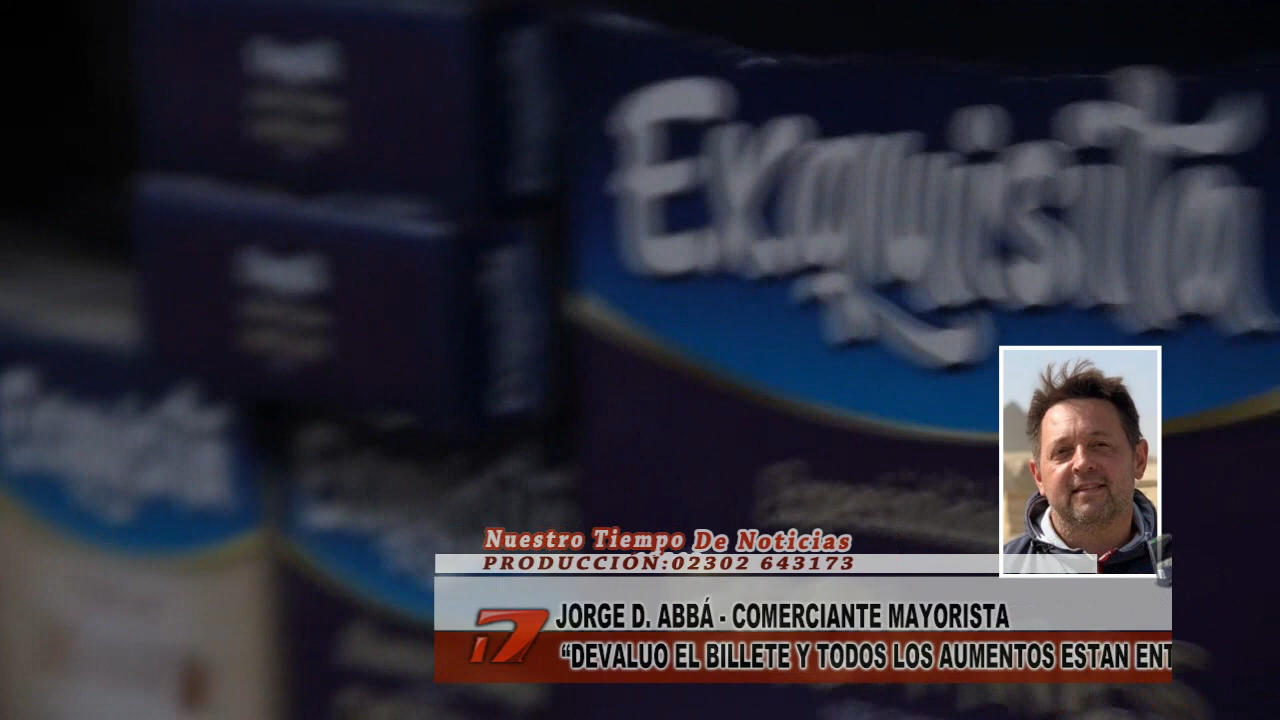 Exquisita
Nuestro Tiempo De Noticias
PRODUCCIÓN:02302 643173
JORGE D. ABBÁ - COMERCIANTE MAYORISTA
“DEVALUO EL BILLETE Y TODOS LOS AUMENTOS ESTAN ENT